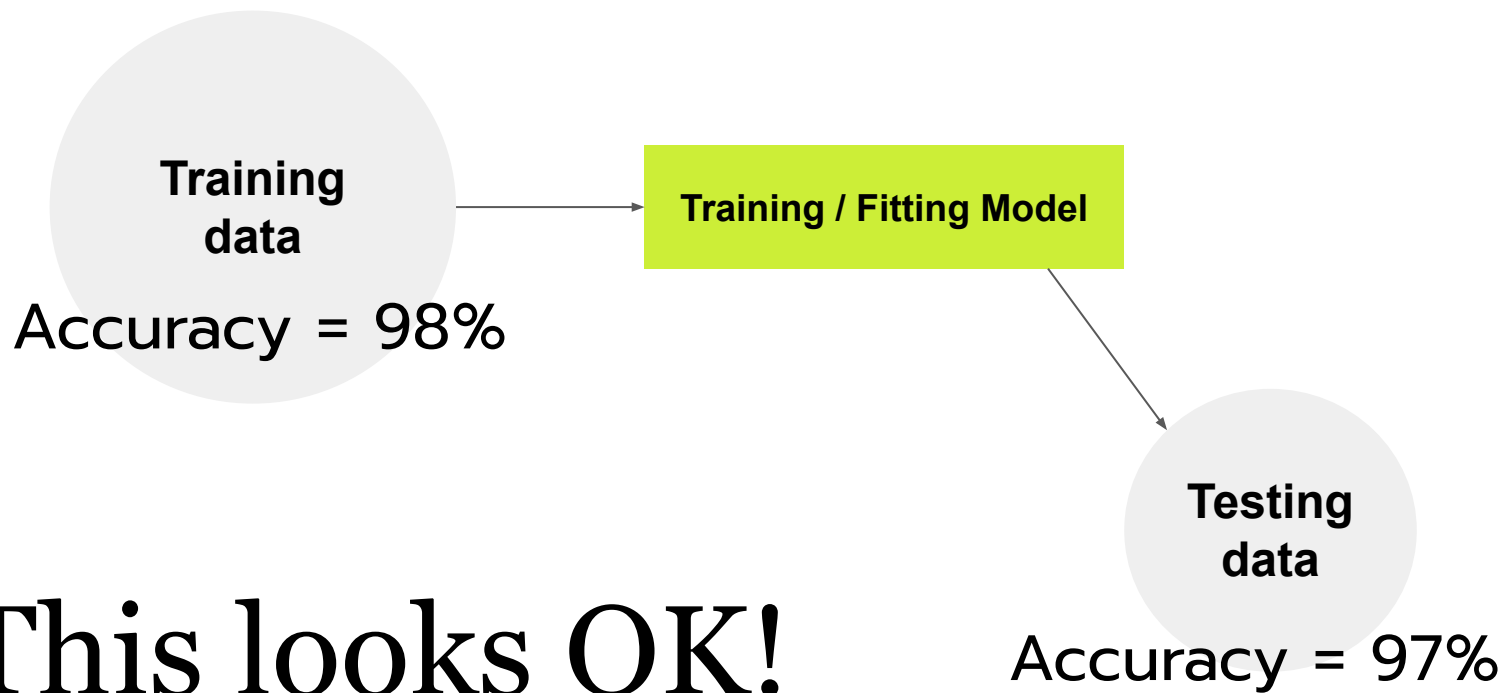 Training
data
Accuracy = 98%
Training / Fitting Model
Testing
data
Accuracy = 97%
This looks OK!